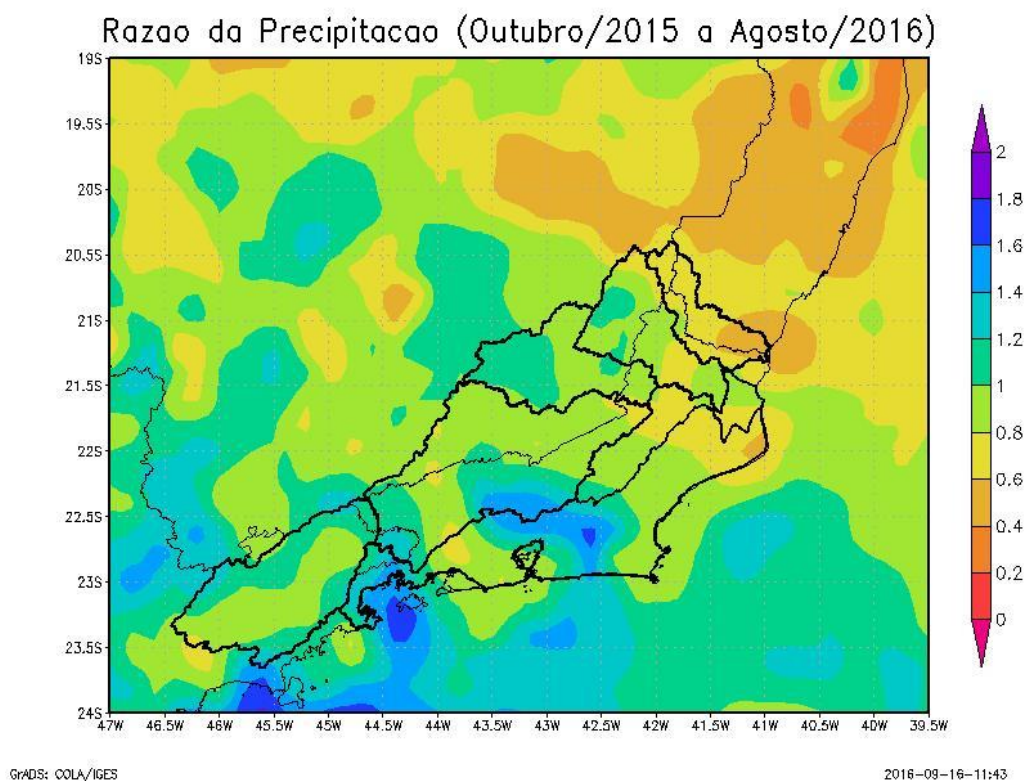 Razao da Precipitacao (Outubro/2015 a Agosto/2016)
19S
19.5S
20S
20.5S
21S
21.5S
22S
22.5S
23S
23.5S
24S
47W 46.5W 46W 45.5W 45W 44.5W 44W 43.5W 43W 42.5W 42W 41.5W 41W 40.5W 40W 39.5W
2
1.8
1.6
1.4
1.2
1
0.8
0.6
0.4
0.2
0
GrADS: COLA/IGES 2016-09-16-11:43